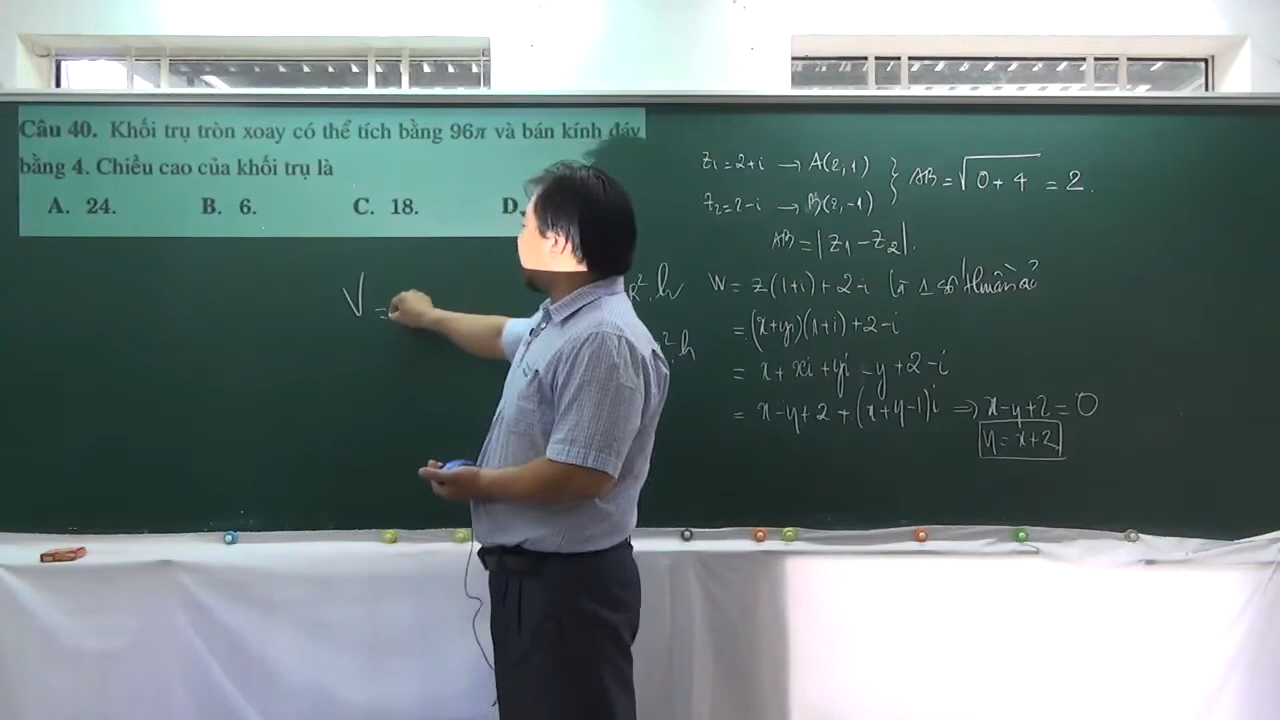 Câu 40. Khối trụ tròn xoay có thể tích bằng 96π và bán kính đáy
bằng 4. Chiều cao của khối trụ là
A. 24. B. 6. C. 18. D.
V =
R².h
².h
z₁=2+i → A(2,1) } AB = √0+4 = 2.
z₂=2-i → B(2,-1)
AB = |z₁-z₂|.
W = z(1+i)+2-i là 1 số thuần ảo
= (x+yi)(1+i)+2-i
= x+xi+yi-y+2-i
= x-y+2+(x+y-1)i ⇒ x-y+2=0
y=x+2